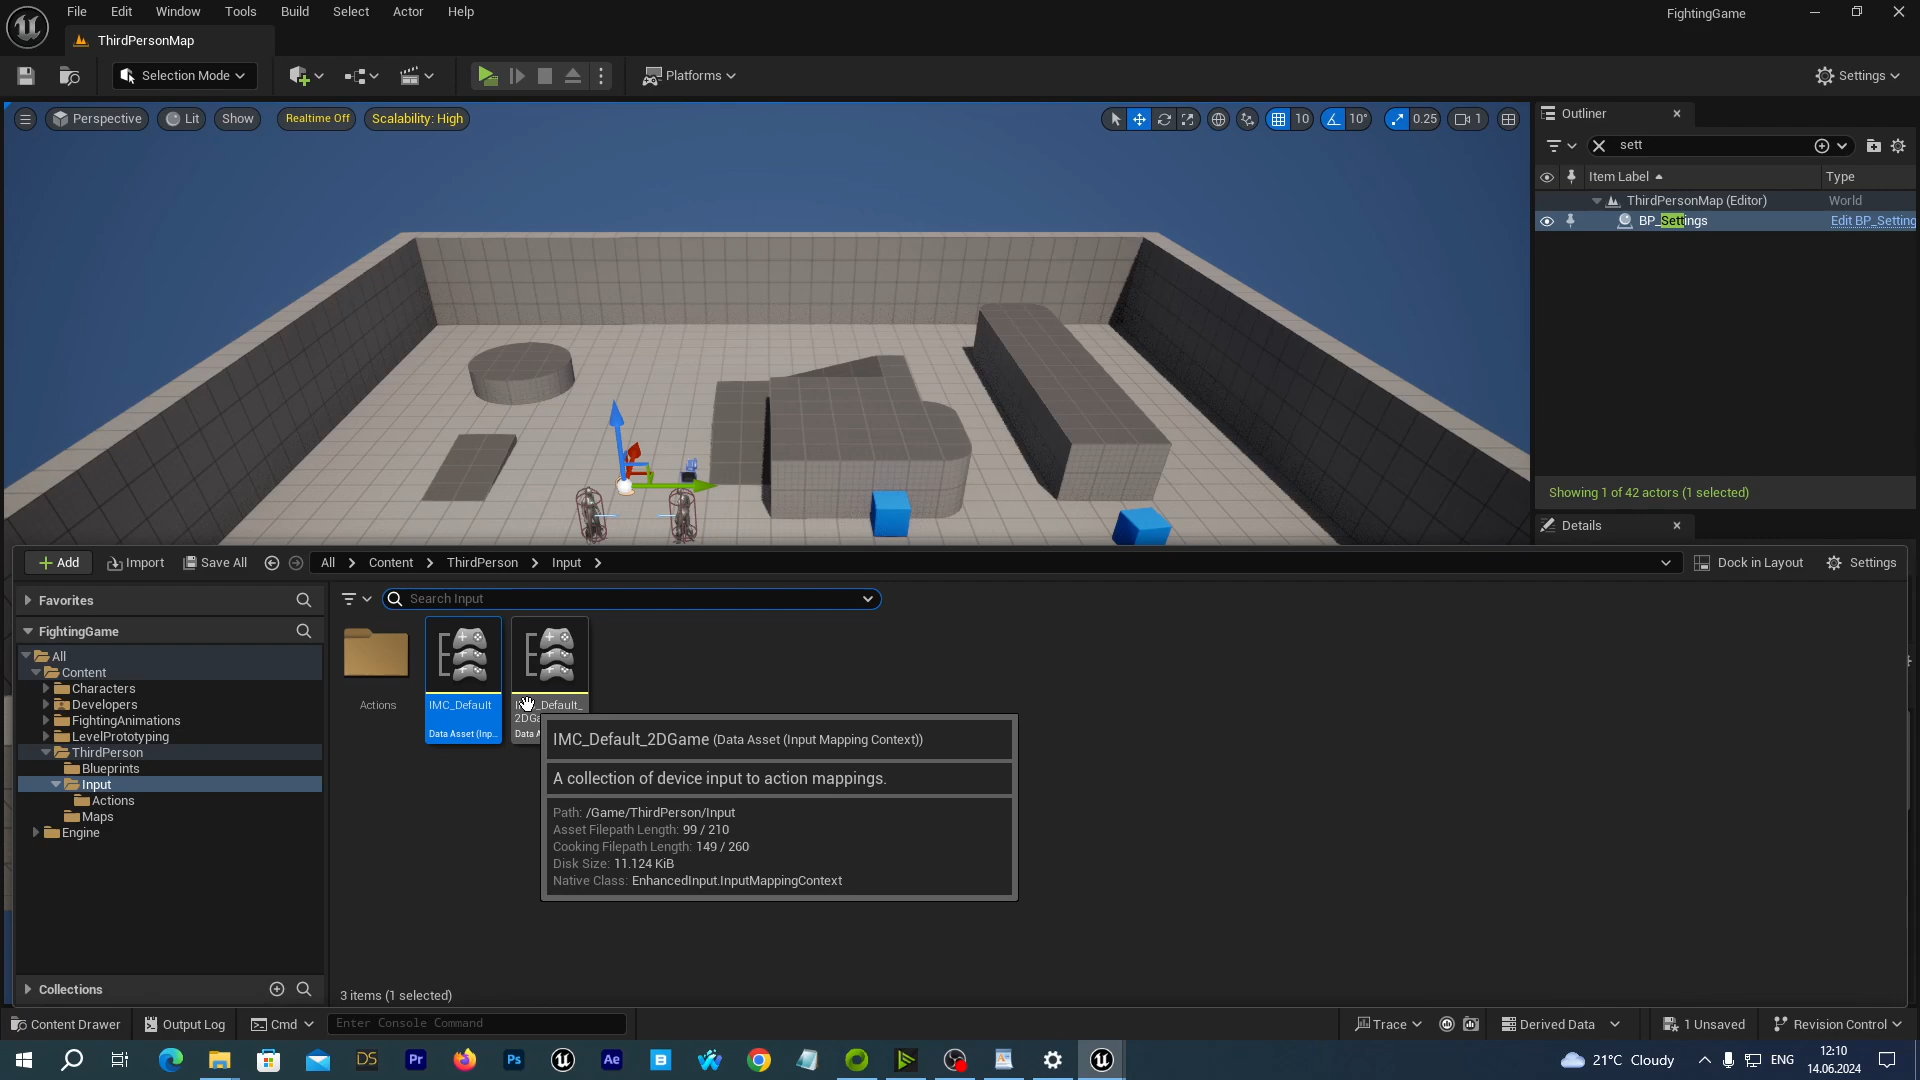 File Edit Window Tools Build Select Actor Help
FightingGame
ThirdPersonMap
Selection Mode
Platforms
Settings
Perspective Lit Show Realtime Off Scalability: High
10 10° 0.25 1
Outliner
sett
Item Label Type
ThirdPersonMap (Editor) World
BP_Settings Edit BP_Setting
Showing 1 of 42 actors (1 selected)
Details
Add Import Save All All Content ThirdPerson Input
Dock in Layout Settings
Favorites
Search Input
FightingGame
All
Content
Characters
Developers
FightingAnimations
LevelPrototyping
ThirdPerson
Blueprints
Input
Actions
Maps
Engine
Collections
Actions
IMC_Default
Data Asset (Inp...
IMC_Default_
2DGa
Data A
IMC_Default_2DGame (Data Asset (Input Mapping Context))
A collection of device input to action mappings.
Path: /Game/ThirdPerson/Input
Asset Filepath Length: 99 / 210
Cooking Filepath Length: 149 / 260
Disk Size: 11.124 KiB
Native Class: EnhancedInput.InputMappingContext
3 items (1 selected)
Content Drawer Output Log Cmd Enter Console Command
Trace Derived Data 1 Unsaved Revision Control
DS Pr Ps Ae
21°C Cloudy
ENG
12:10
14.06.2024